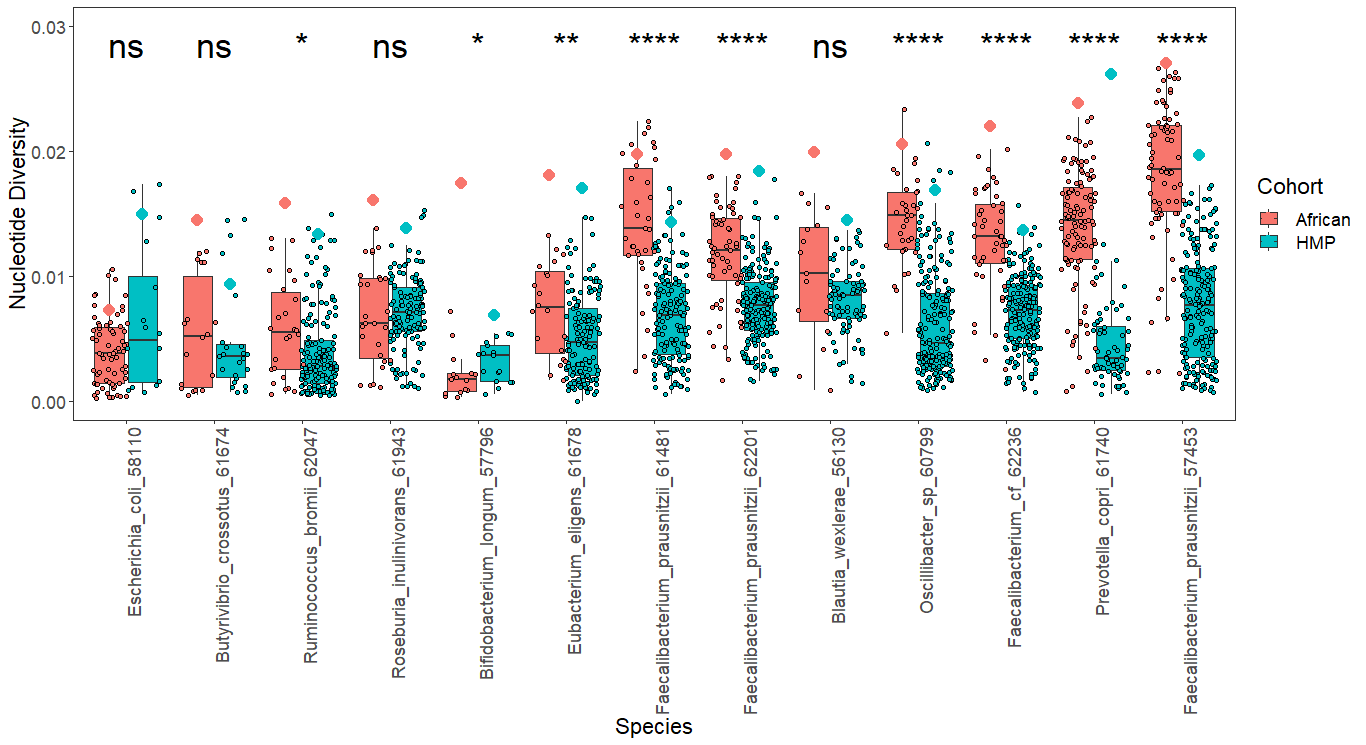 0.03
0.02
0.01
0.00
Nucleotide Diversity
ns
ns
*
ns
*
**
****
****
ns
****
****
****
****
Escherichia_coli_58110
Butyrivibrio_crossotus_61674
Ruminococcus_bromii_62047
Roseburia_inulinivorans_61943
Bifidobacterium_longum_57796
Eubacterium_eligens_61678
Faecalibacterium_prausnitzii_61481
Faecalibacterium_prausnitzii_62201
Blautia_wexlerae_56130
Oscillibacter_sp_60799
Faecalibacterium_cf_62236
Prevotella_copri_61740
Faecalibacterium_prausnitzii_57453
Species
Cohort
African
HMP